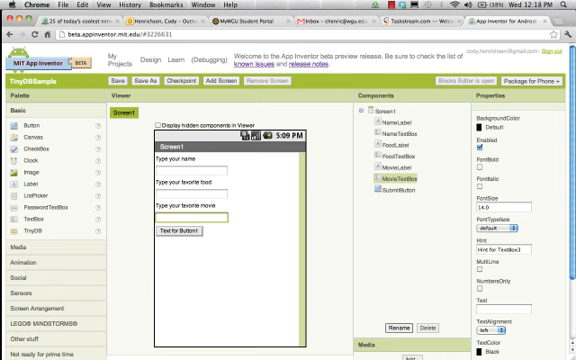 Chrome File Edit View History Bookmarks Window Help Wed 12:18 PM
25 of today's coolest netw
Henrichsen, Cody - Outloo
MyWGU Student Portal
Inbox - chenric@wgu.ed
Taskstream.com - Welcome
App Inventor for Android
beta.appinventor.mit.edu/#3226631
Sign out
MIT App Inventor BETA
My Projects Design Learn (Debugging)
Welcome to the App Inventor beta preview release. Be sure to check the list of
known issues and release notes.
TinyDBSample Save Save As Checkpoint Add Screen Remove Screen Blocks Editor is open Package for Phone
Palette Viewer Components Properties
Basic
Button
Canvas
CheckBox
Clock
Image
Label
ListPicker
PasswordTextBox
TextBox
TinyDB
Media
Animation
Social
Sensors
Screen Arrangement
LEGO® MINDSTORMS®
Other stuff
Not ready for prime time
Screen1
Display hidden components in Viewer
5:09 PM
Screen1
Type your name
Type your favorite food
Type your favorite movie
Text for Button1
Screen1
NameLabel
NameTextBox
FoodLabel
FoodTextBox
MovieLabel
MovieTextBox
SubmitButton
Rename Delete
Media
Add...
BackgroundColor
Default
Enabled
FontBold
FontItalic
FontSize
14.0
FontTypeface
default
Hint
Hint for TextBox3
MultiLine
NumbersOnly
Text
TextAlignment
left
TextColor
Black